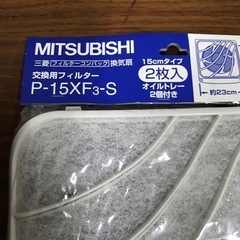 MITSUBISHI
三菱[フィルターコンパック]換気扇
交換用フィルター
P-15XF₃-S
15cmタイプ
2枚入
オイルトレー
2個付き
約23cm